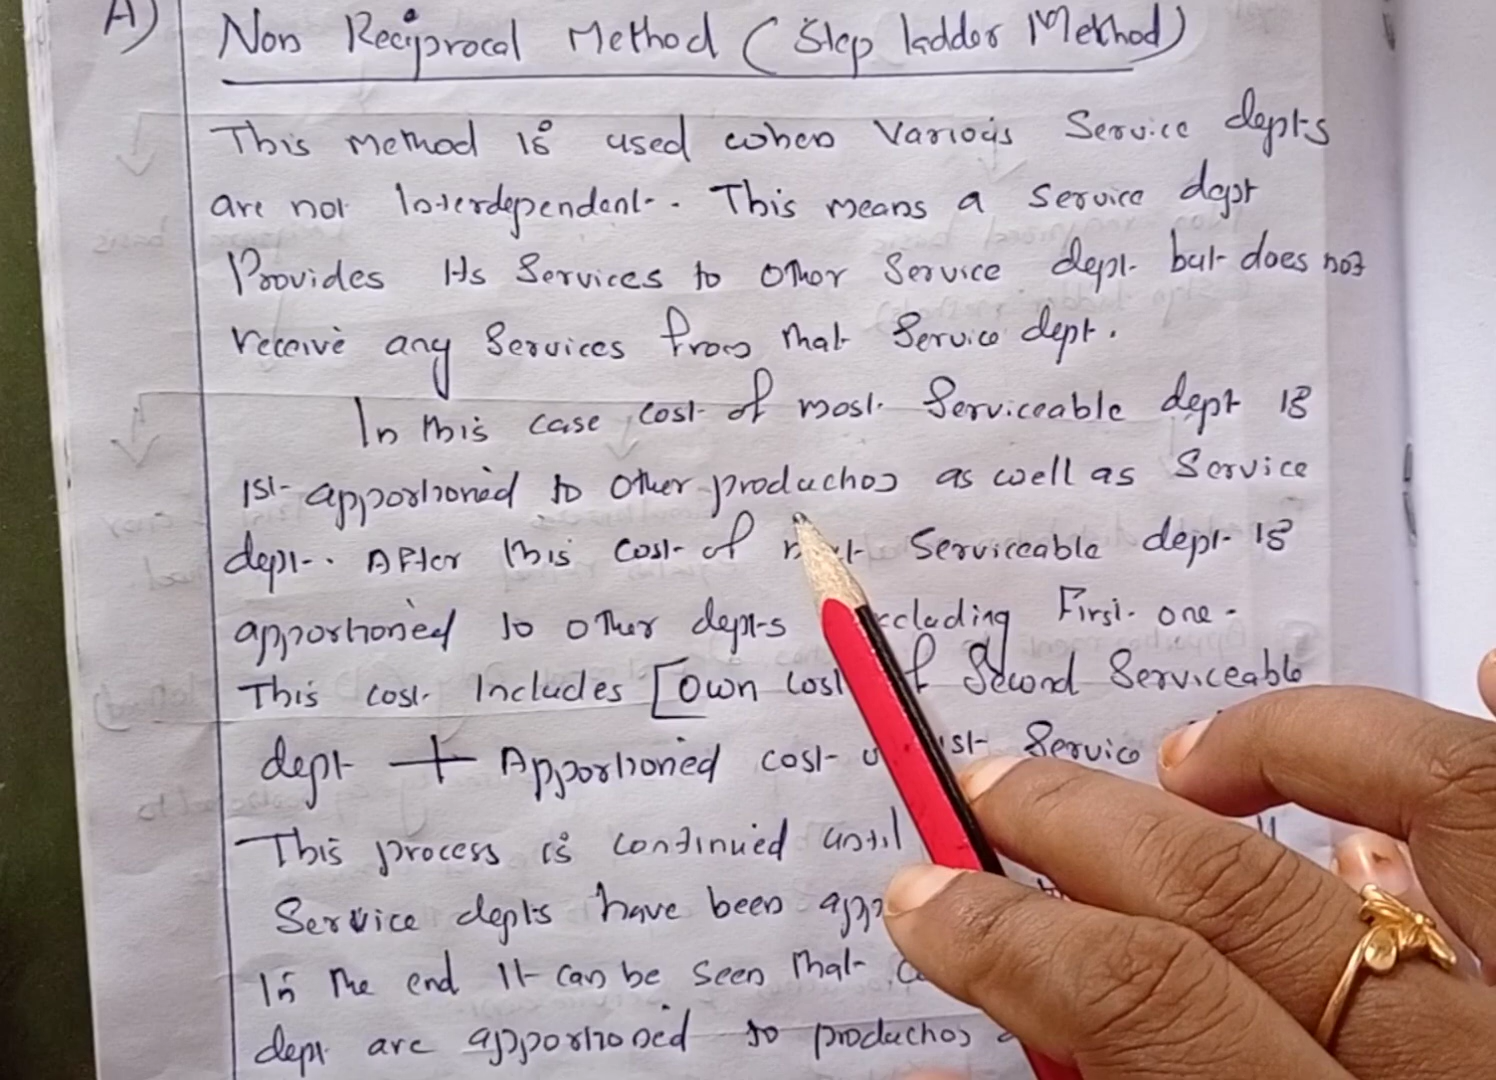 A) Non Reciprocal Method (Step ladder Method)
This method is used when Various Service depts
are not Interdependent. This means a service dept
Provides Its Services to other Service dept. but does not
receive any Services from that Service dept.
In this case cost of most Serviceable dept is
1st apportioned to other production as well as Service
dept. After this cost of Serviceable dept is
apportioned to other depts First one.
This cost Includes [Own cost Second Serviceable
dept + Apportioned cost Service
This process is continued until
Service depts have been
In the end It can be seen that
dept are apportioned to production